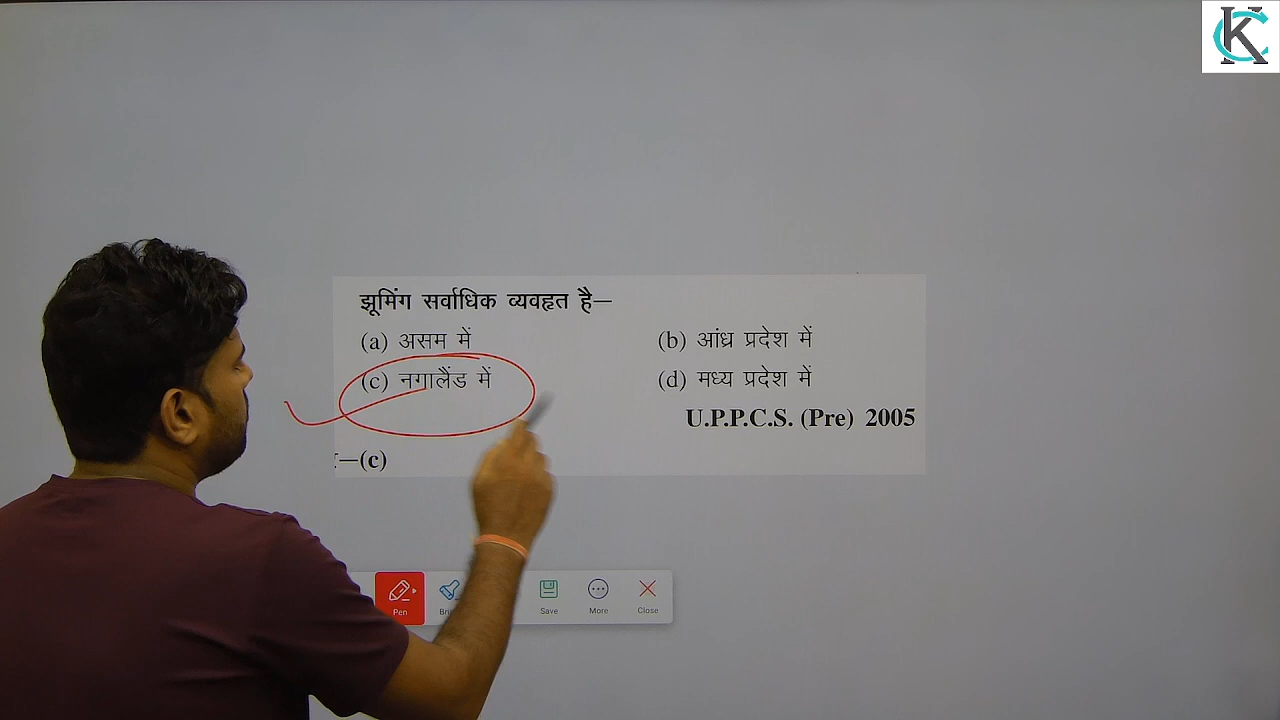 झूमिंग सर्वाधिक व्यवहृत है—
(a) असम में (b) आंध्र प्रदेश में
(c) नगालैंड में (d) मध्य प्रदेश में
U.P.P.C.S. (Pre) 2005
—(c)
Pen Save More Close